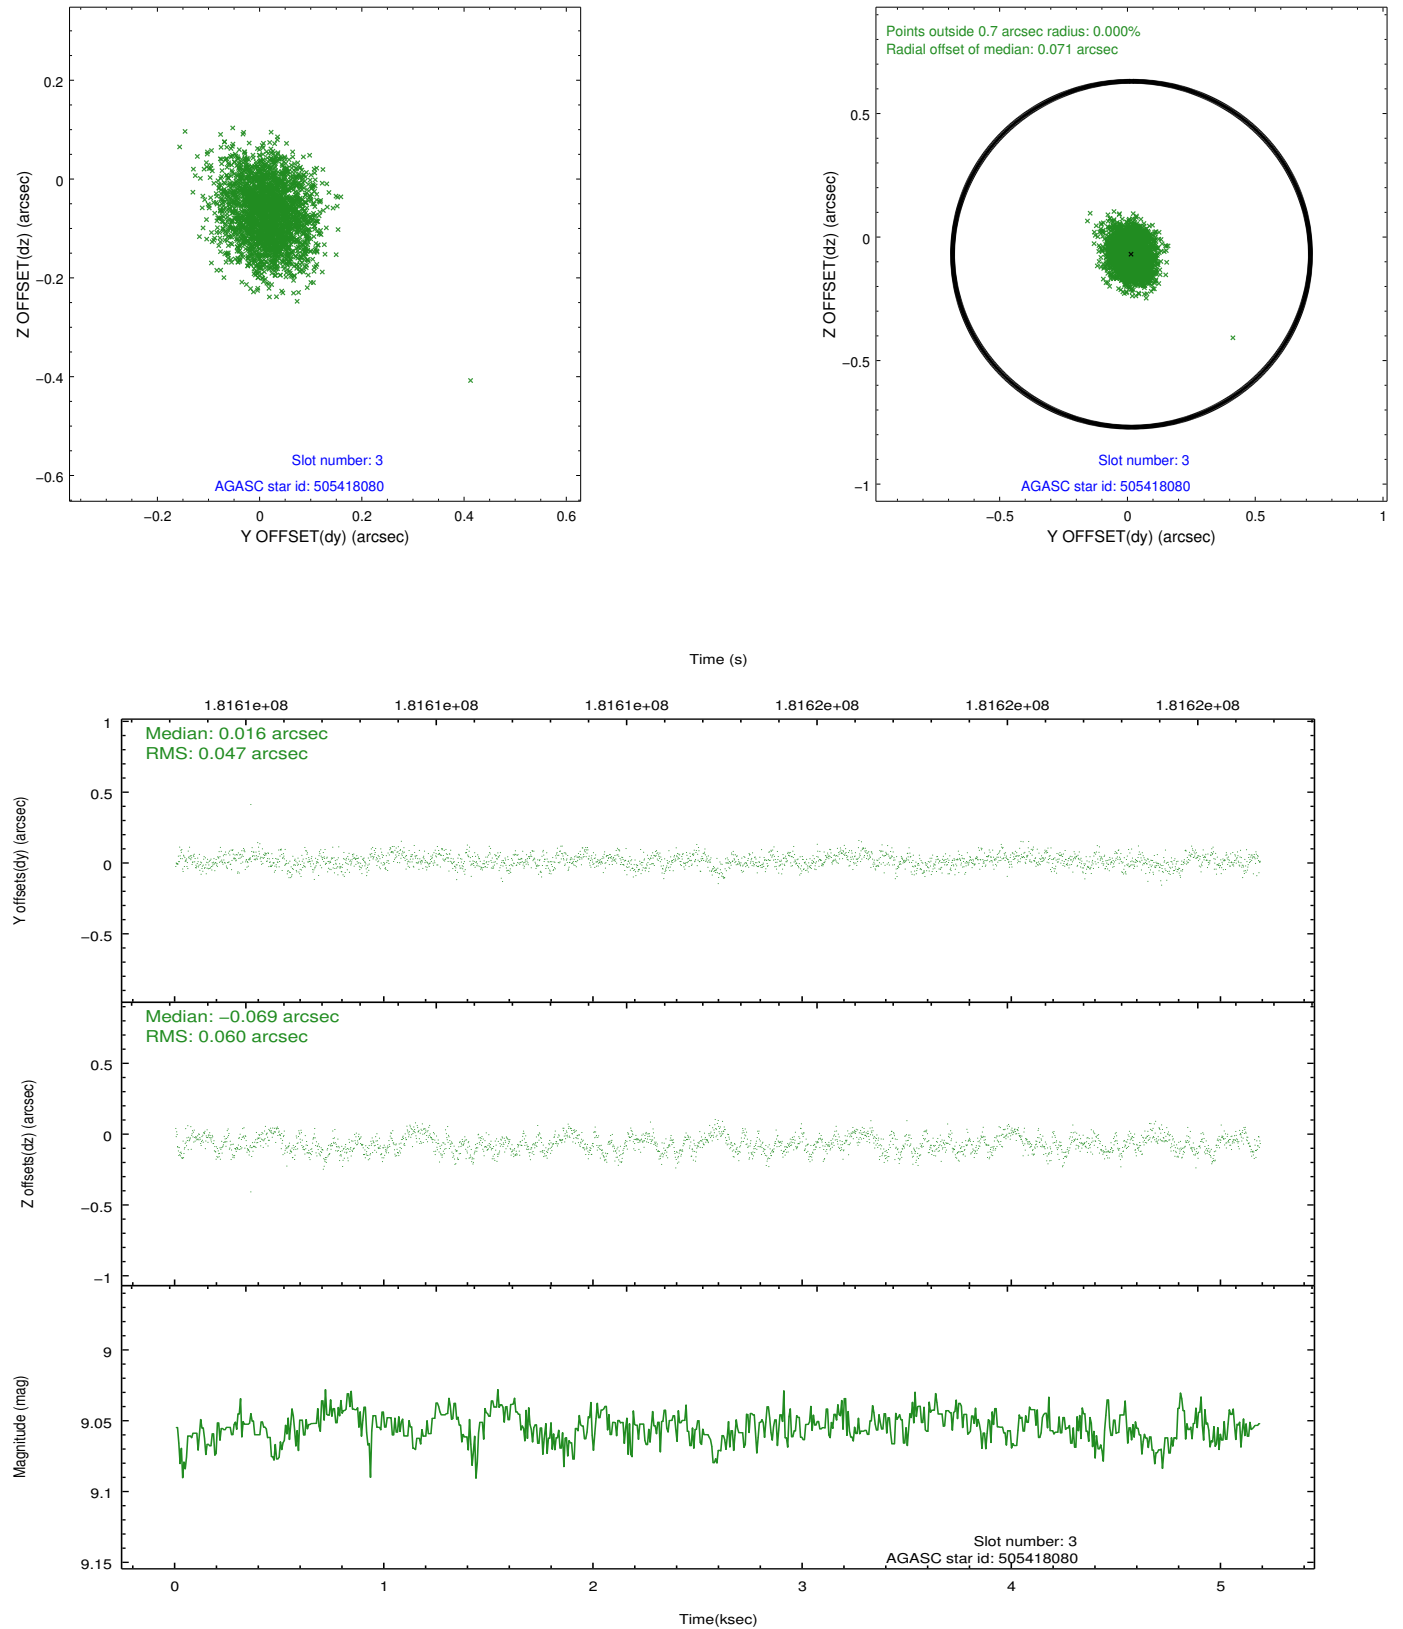 0.2
0
−0.2
−0.4
−0.6
Z OFFSET(dz) (arcsec)
Slot number: 3
AGASC star id: 505418080
−0.2 0 0.2 0.4 0.6
Y OFFSET(dy) (arcsec)
Points outside 0.7 arcsec radius: 0.000%
Radial offset of median: 0.071 arcsec
0.5
0
−0.5
−1
Z OFFSET(dz) (arcsec)
Slot number: 3
AGASC star id: 505418080
−0.5 0 0.5 1
Y OFFSET(dy) (arcsec)
Time (s)
1.8161e+08 1.8161e+08 1.8161e+08 1.8162e+08 1.8162e+08 1.8162e+08
Median: 0.016 arcsec
RMS: 0.047 arcsec
1
0.5
0
−0.5
Y offsets(dy) (arcsec)
Median: −0.069 arcsec
RMS: 0.060 arcsec
0.5
0
−0.5
−1
Z offsets(dz) (arcsec)
9
9.05
9.1
9.15
Magnitude (mag)
Slot number: 3
AGASC star id: 505418080
0 1 2 3 4 5
Time(ksec)